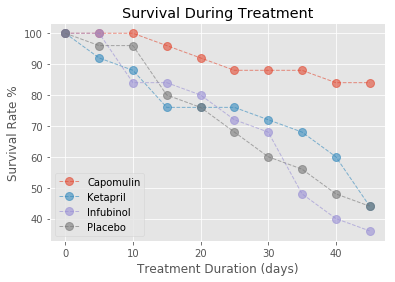 Survival During Treatment
100
90
80
70
60
50
40
Survival Rate %
Capomulin
Ketapril
Infubinol
Placebo
0
10
20
30
40
Treatment Duration (days)